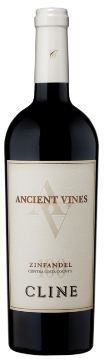 ANCIENT VINES
ZINFANDEL
CONTRA COSTA COUNTY
CLINE